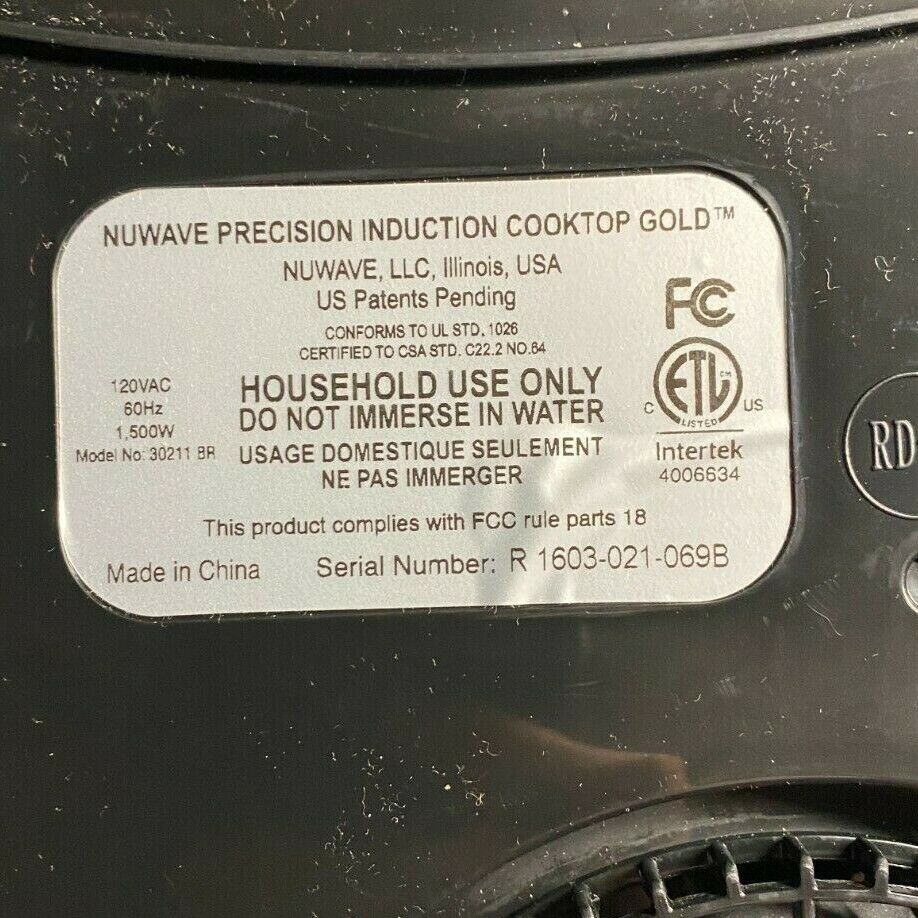 NUWAVE PRECISION INDUCTION COOKTOP GOLD™
NUWAVE, LLC, Illinois, USA
US Patents Pending
CONFORMS TO UL STD. 1026
CERTIFIED TO CSA STD. C22.2 NO.64
FC
120VAC
60Hz
1,500W
Model No: 30211 BR
HOUSEHOLD USE ONLY
DO NOT IMMERSE IN WATER
USAGE DOMESTIQUE SEULEMENT
NE PAS IMMERGER
C ETL CM US
LISTED
Intertek
4006634
This product complies with FCC rule parts 18
Made in China
Serial Number: R 1603-021-069B
RD